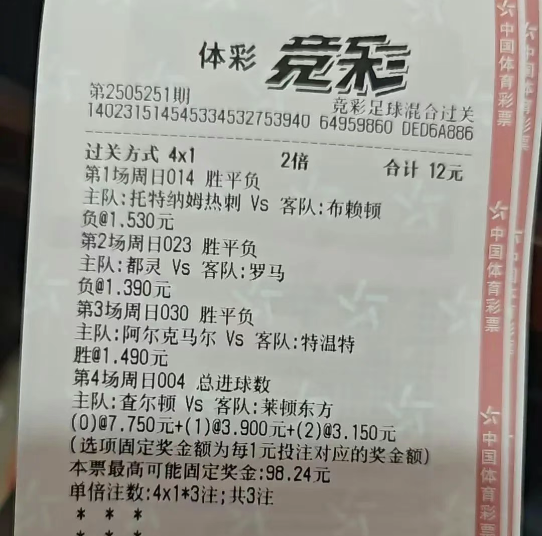 体彩 竞彩
第2505251期 竞彩足球混合过关
140231514545334532753940 64959860 DED6A886
过关方式 4x1 2倍 合计 12元
第1场周日014 胜平负
主队:托特纳姆热刺 Vs 客队:布赖顿
负@1.530元
第2场周日023 胜平负
主队:都灵 Vs 客队:罗马
负@1.390元
第3场周日030 胜平负
主队:阿尔克马尔 Vs 客队:特温特
胜@1.490元
第4场周日004 总进球数
主队:查尔顿 Vs 客队:莱顿东方
(0)@7.750元+(1)@3.900元+(2)@3.150元
(选项固定奖金额为每1元投注对应的奖金额)
本票最高可能固定奖金:98.24元
单倍注数:4x1*3注;共3注
* * *
* * *
中国体育彩票
中国体育彩票
中国体育彩票